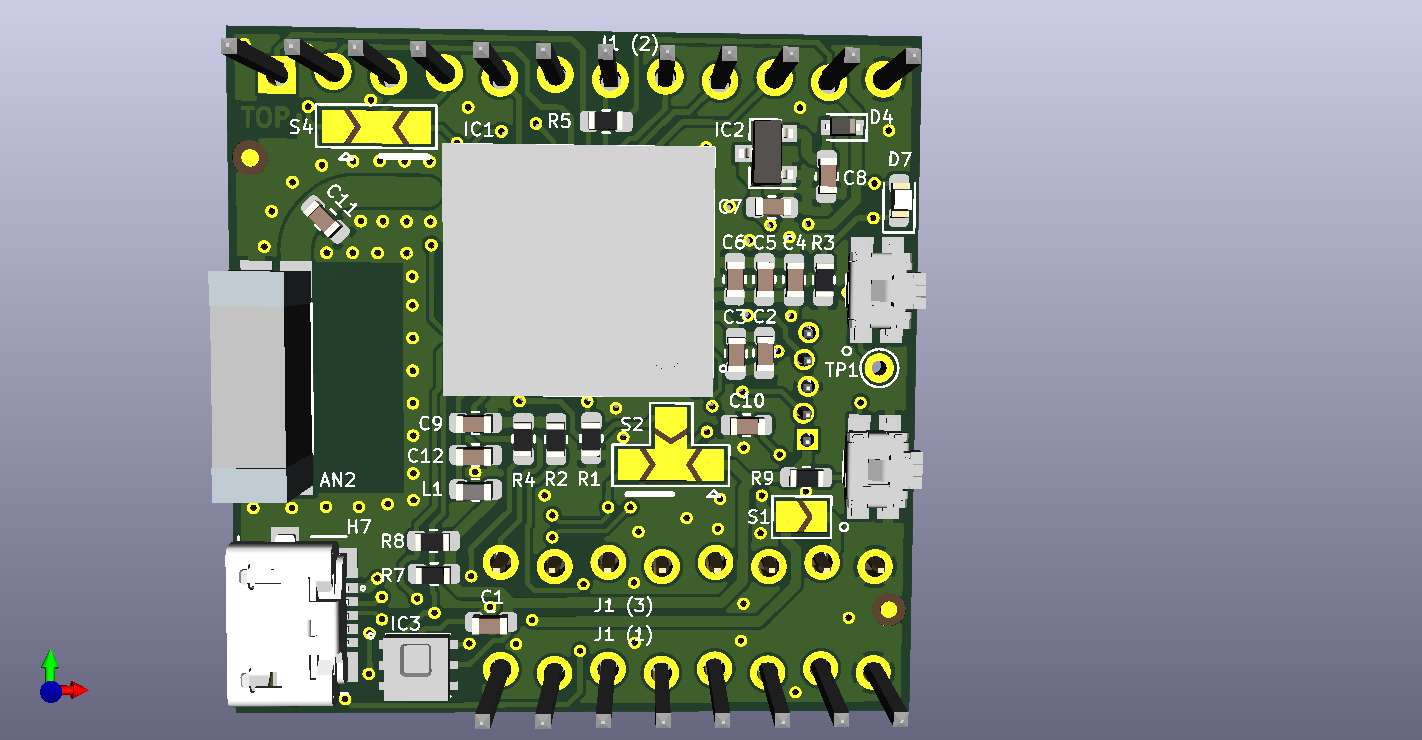 J1 (2)
TOP
S4
IC1
R5
IC2
D4
D7
C11
C8
C7
C6
C5
C4
R3
C3
C2
TP1
C9
S2
C10
C12
L1
AN2
R4
R2
R1
R9
S1
H7
R8
R7
C1
IC3
J1 (3)
J1 (1)